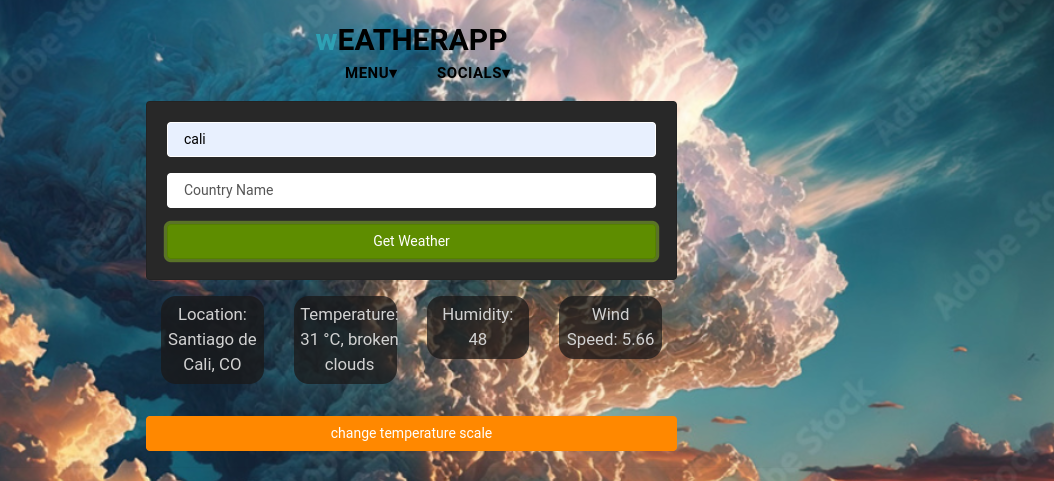 wEATHERAPP
MENU▾ SOCIALS▾
cali
Country Name
Get Weather
Location:
Santiago de
Cali, CO
Temperature:
31 °C, broken
clouds
Humidity:
48
Wind
Speed: 5.66
change temperature scale
Adobe Stock
Adobe Stock
Adobe Stock